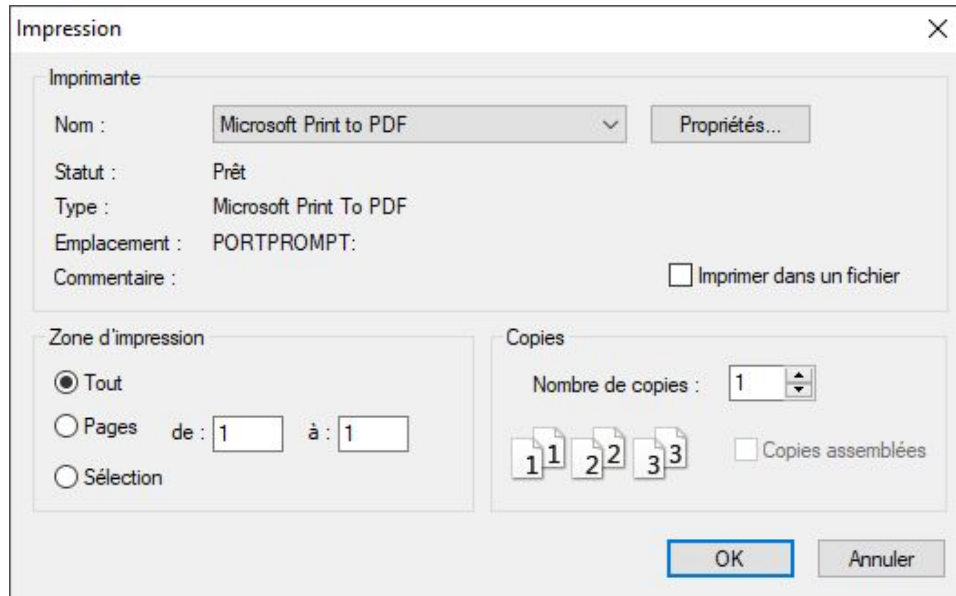 Impression
Imprimante
Nom : Microsoft Print to PDF Propriétés...
Statut : Prêt
Type : Microsoft Print To PDF
Emplacement : PORTPROMPT:
Commentaire : Imprimer dans un fichier
Zone d'impression
Tout
Pages de : 1 à : 1
Sélection
Copies
Nombre de copies : 1
1 1 2 2 3 3 Copies assemblées
OK Annuler